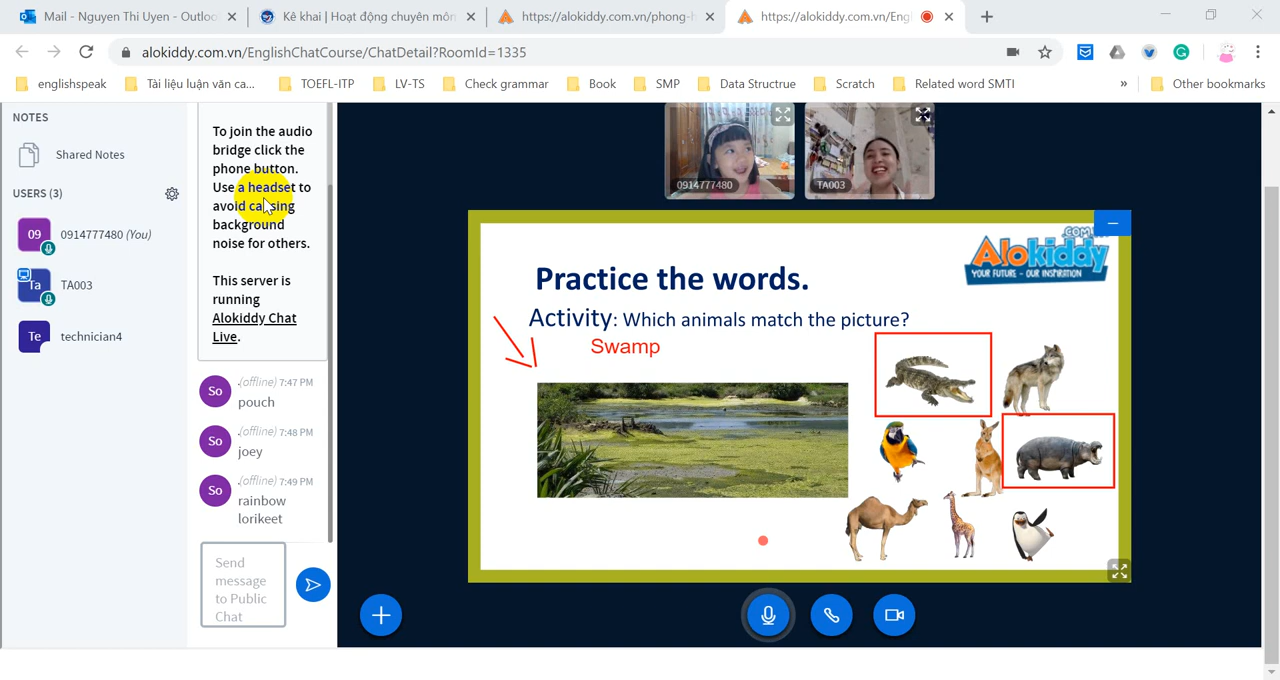 Mail - Nguyen Thi Uyen - Outloo
Kê khai | Hoạt động chuyên môn
https://alokiddy.com.vn/phong-h
https://alokiddy.com.vn/Engl
alokiddy.com.vn/EnglishChatCourse/ChatDetail?RoomId=1335
englishspeak
Tài liệu luận văn ca...
TOEFL-ITP
LV-TS
Check grammar
Book
SMP
Data Structrue
Scratch
Related word SMTI
»
Other bookmarks
NOTES
Shared Notes
USERS (3)
09 0914777480 (You)
Ta TA003
Te technician4
To join the audio
bridge click the
phone button.
Use a headset to
avoid causing
background
noise for others.
This server is
running
Alokiddy Chat
Live.
So .(offline) 7:47 PM
pouch
So .(offline) 7:48 PM
joey
So .(offline) 7:49 PM
rainbow
lorikeet
Send
message
to Public
Chat
0914777480
TA003
.COM.VN
Alokiddy
YOUR FUTURE - OUR INSPIRATION
Practice the words.
Activity: Which animals match the picture?
Swamp